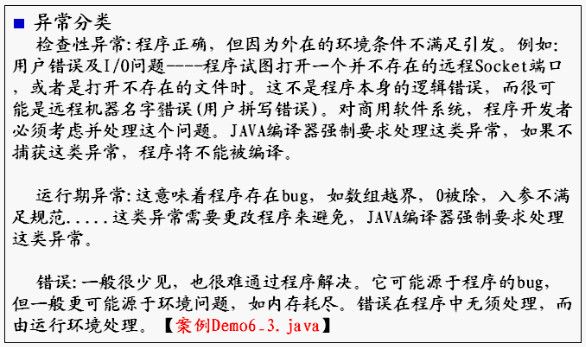 ■ 异常分类
检查性异常:程序正确，但因为外在的环境条件不满足引发。例如:
用户错误及I/O问题----程序试图打开一个并不存在的远程Socket端口
，或者是打开不存在的文件时。这不是程序本身的逻辑错误，而很可
能是远程机器名字错误(用户拼写错误)。对商用软件系统，程序开发者
必须考虑并处理这个问题。JAVA编译器强制要求处理这类异常，如果不
捕获这类异常，程序将不能被编译。
运行期异常:这意味着程序存在bug，如数组越界，0被除，入参不满
足规范.....这类异常需要更改程序来避免，JAVA编译器强制要求处理
这类异常。
错误:一般很少见，也很难通过程序解决。它可能源于程序的bug，
但一般更可能源于环境问题，如内存耗尽。错误在程序中无须处理，而
由运行环境处理。【案例Demo6-3.java】